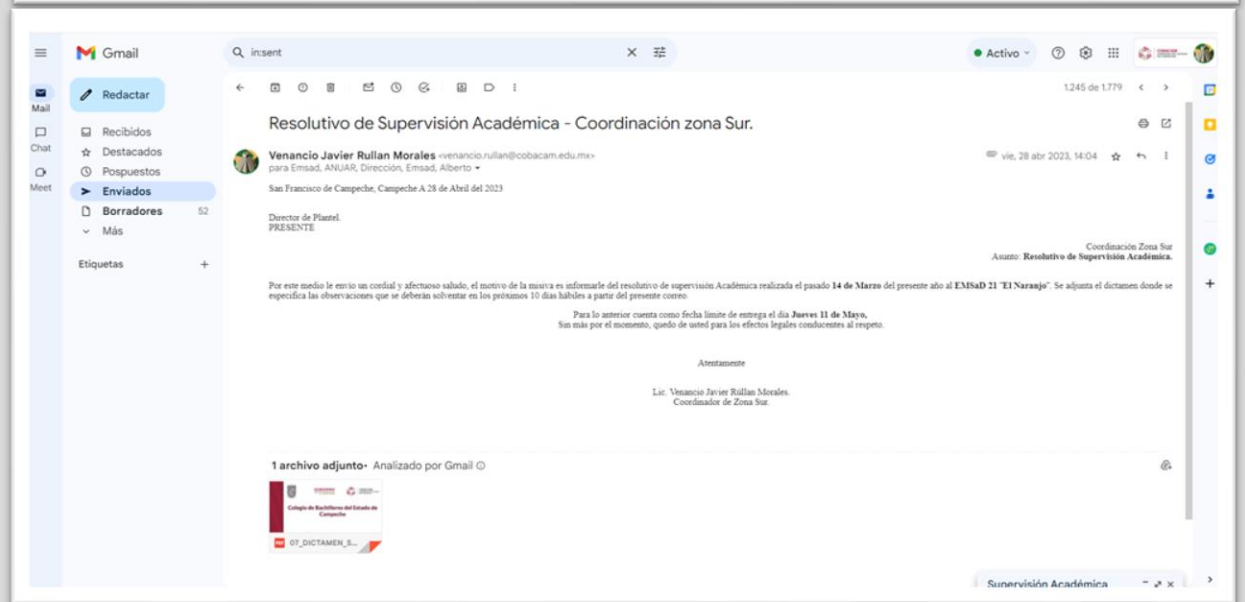 Gmail
in:sent
Activo
Mail
Chat
Meet
Redactar
Recibidos
Destacados
Pospuestos
Enviados
Borradores 52
Más
Etiquetas
1.245 de 1.779
Resolutivo de Supervisión Académica - Coordinación zona Sur.
Venancio Javier Rullan Morales <venancio.rullan@cobacam.edu.mx>
vie, 28 abr 2023, 14:04
para Emsad, ANUAR, Dirección, Emsad, Alberto
San Francisco de Campeche, Campeche A 28 de Abril del 2023
Director de Plantel.
PRESENTE
Coordinación Zona Sur
Asunto: Resolutivo de Supervisión Académica.
Por este medio le envío un cordial y afectuoso saludo, el motivo de la misiva es informarle del resolutivo de supervisión Académica realizada el pasado 14 de Marzo del presente año al EMSaD 21 "El Naranjo". Se adjunta el dictamen donde se
especifica las observaciones que se deberán solventar en los próximos 10 días hábiles a partir del presente correo.
Para lo anterior cuenta como fecha límite de entrega el día Jueves 11 de Mayo,
Sin más por el momento, quedo de usted para los efectos legales conducentes al respeto.
Atentamente
Lic. Venancio Javier Rúllan Morales.
Coordinador de Zona Sur.
1 archivo adjunto • Analizado por Gmail
Colegio de Bachilleres del Estado de
Campeche
PDF 07_DICTAMEN_S...
Supervisión Académica